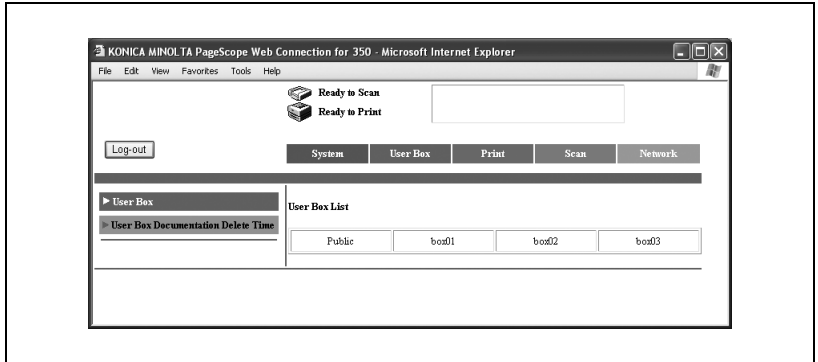 KONICA MINOLTA PageScope Web Connection for 350 - Microsoft Internet Explorer
File Edit View Favorites Tools Help
Ready to Scan
Ready to Print
Log-out
System User Box Print Scan Network
User Box
User Box Documentation Delete Time
User Box List
Public box01 box02 box03